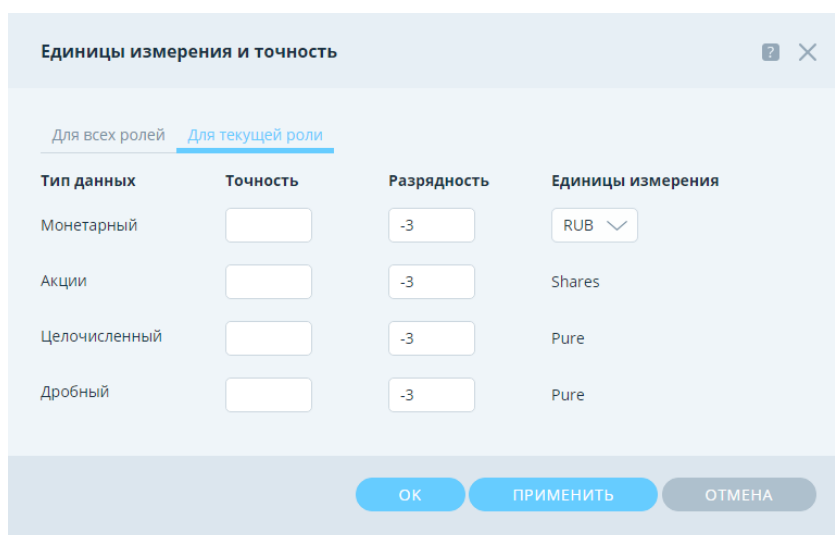 Единицы измерения и точность ?
Для всех ролей Для текущей роли
Тип данных Точность Разрядность Единицы измерения
Монетарный -3 RUB
Акции -3 Shares
Целочисленный -3 Pure
Дробный -3 Pure
ОК ПРИМЕНИТЬ ОТМЕНА